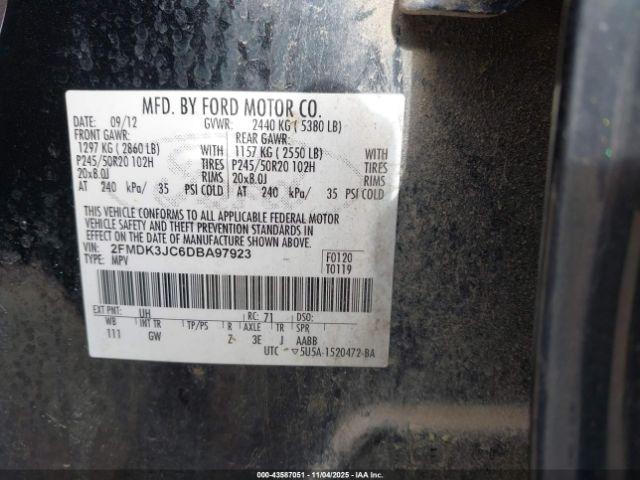 MFD. BY FORD MOTOR CO.
DATE: 09/12 GVWR: 2440 KG ( 5380 LB)
FRONT GAWR: REAR GAWR:
1297 KG ( 2860 LB) WITH 1157 KG ( 2550 LB) WITH
P245/50R20 102H TIRES P245/50R20 102H TIRES
20x8.0J RIMS 20x8.0J RIMS
AT 240 kPa/ 35 PSI COLD AT 240 kPa/ 35 PSI COLD
THIS VEHICLE CONFORMS TO ALL APPLICABLE FEDERAL MOTOR
VEHICLE SAFETY AND THEFT PREVENTION STANDARDS IN
EFFECT ON THE DATE OF MANUFACTURE SHOWN ABOVE.
VIN: 2FMDK3JC6DBA97923 F0120
TYPE: MPV T0119
EXT PNT: UH RC: 71 DSO:
WB INT TR TP/PS R AXLE TR SPR
111 GW Z 3E J AABB
UTC ▽5U5A-1520472-BA
00-43587051 - 11/04/2025 - IAA Inc.